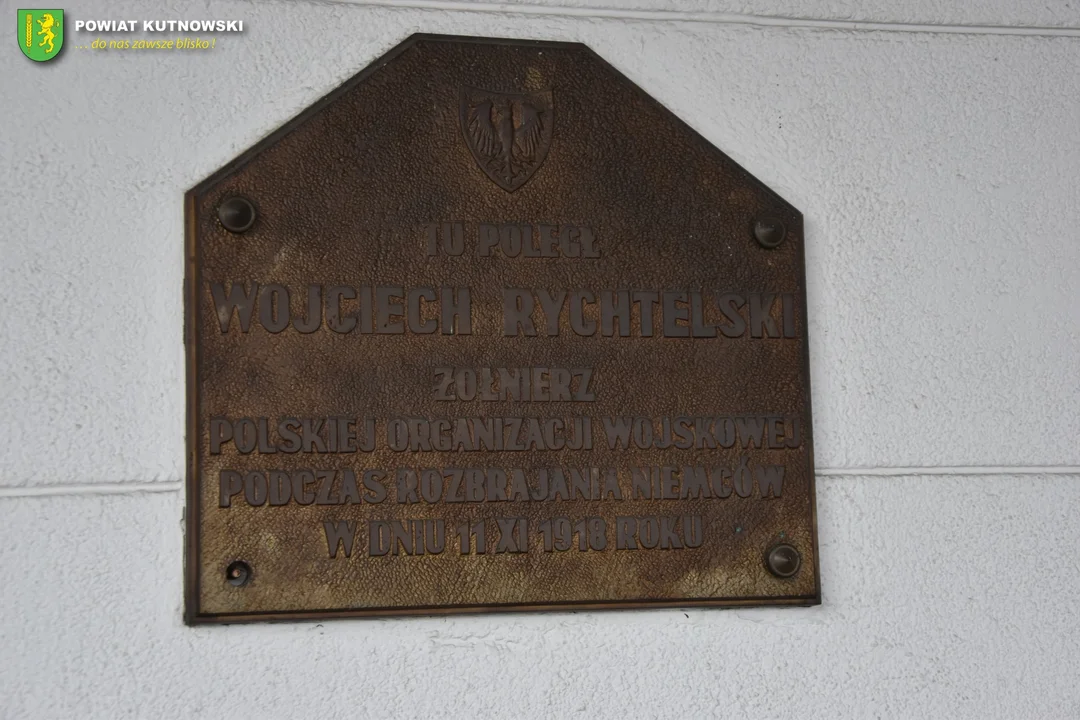 POWIAT KUTNOWSKI
... do nas zawsze blisko!
TU POLEGŁ
WOJCIECH RYCHTELSKI
ŻOŁNIERZ
POLSKIEJ ORGANIZACJI WOJSKOWEJ
PODCZAS ROZBRAJANIA NIEMCÓW
W DNIU 11 XI 1918 ROKU